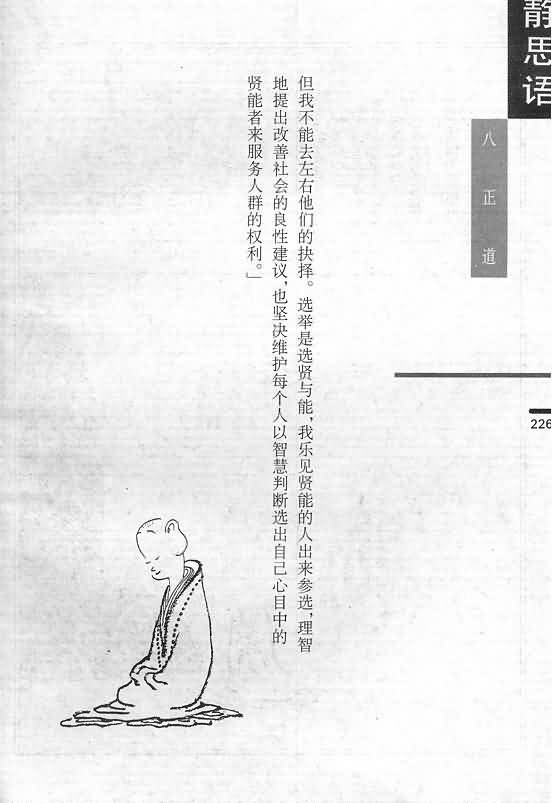 静思语
八正道
226
但我不能去左右他们的抉择。选举是选贤与能，我乐见贤能的人出来参选，理智
地提出改善社会的良性建议，也坚决维护每个人以智慧判断选出自己心目中的
贤能者来服务人群的权利。」